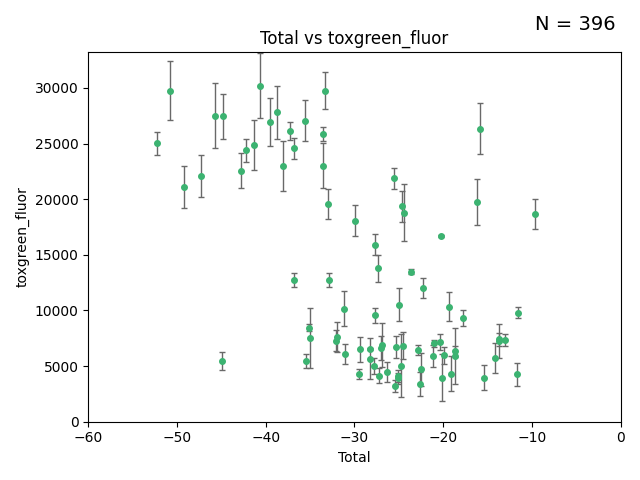 N = 396
Total vs toxgreen_fluor
30000
25000
20000
15000
10000
5000
0
toxgreen_fluor
−60 −50 −40 −30 −20 −10 0
Total